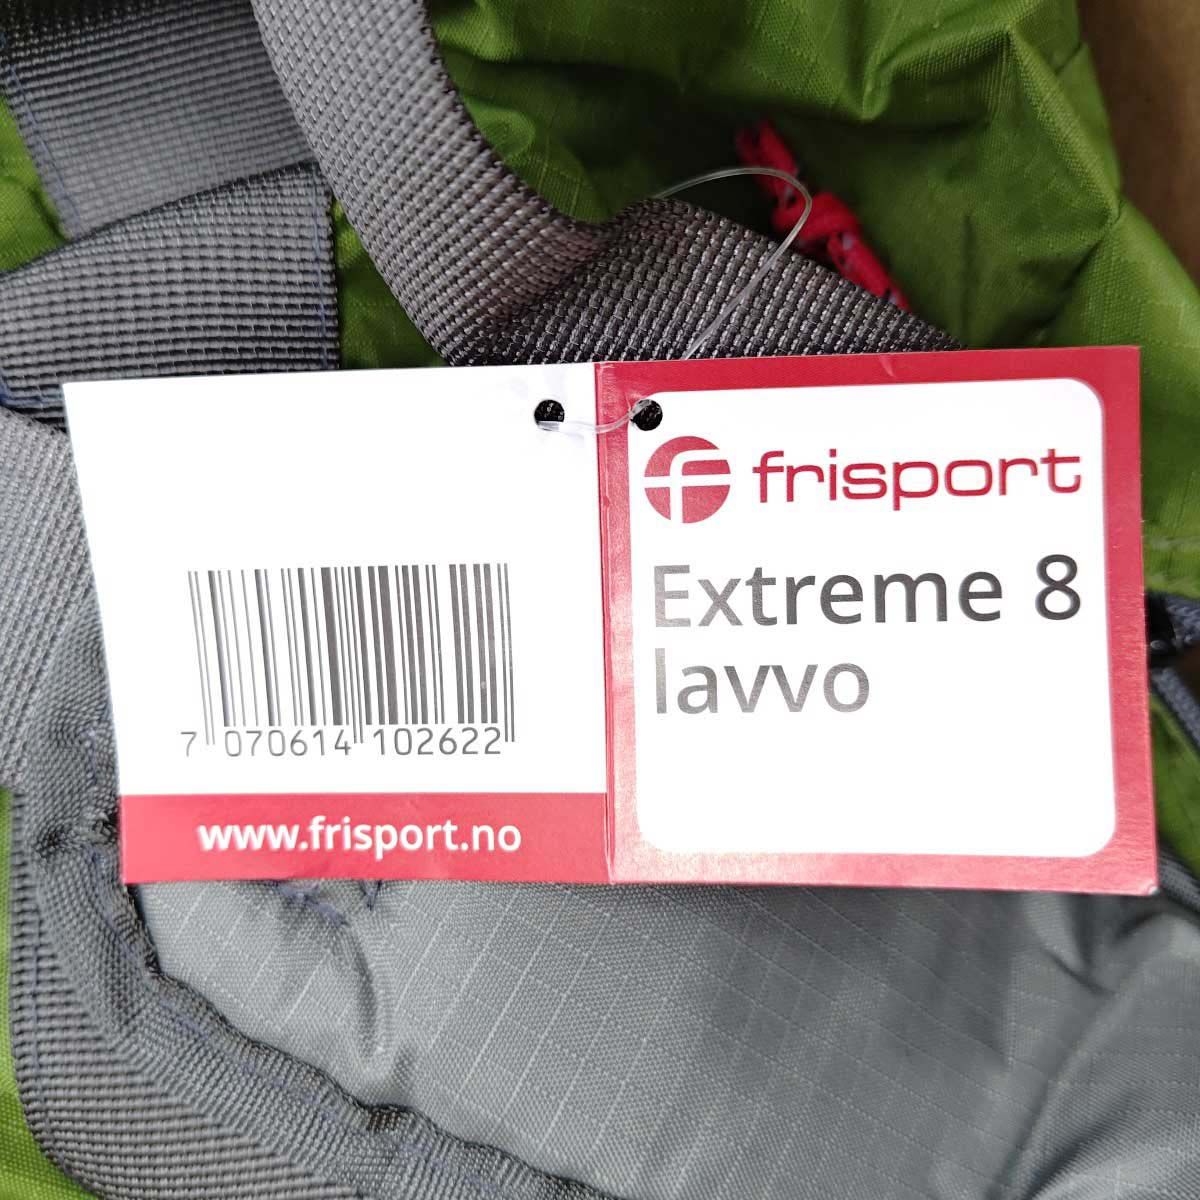 7 070614 102622
www.frisport.no
frisport
Extreme 8
lavvo